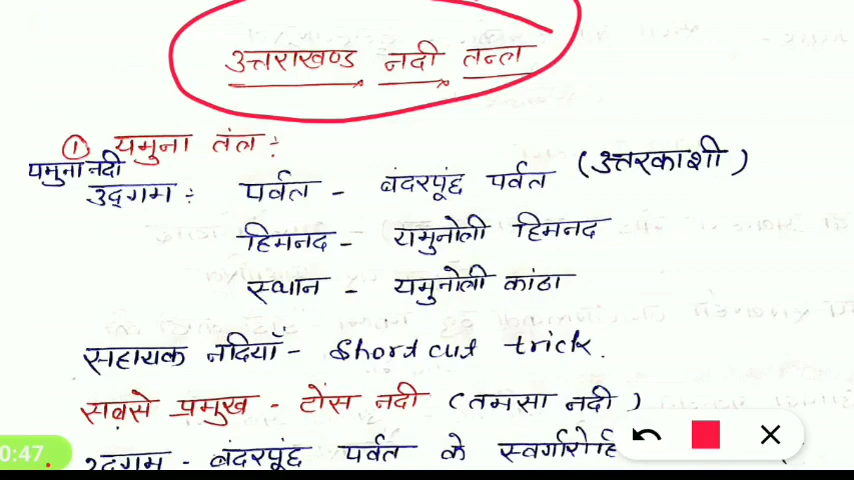 उत्तराखण्ड नदी तन्त्र
① यमुना तंत्र :
यमुना नदी
उद्गम : पर्वत - बंदरपूंछ पर्वत (उत्तरकाशी)
हिमनद - यमुनोत्री हिमनद
स्थान - यमुनोत्री कांठा
सहायक नदियाँ - Short cut trick.
सबसे प्रमुख - टोंस नदी (तमसा नदी)
0:47
उद्गम - बंदरपूंछ पर्वत के